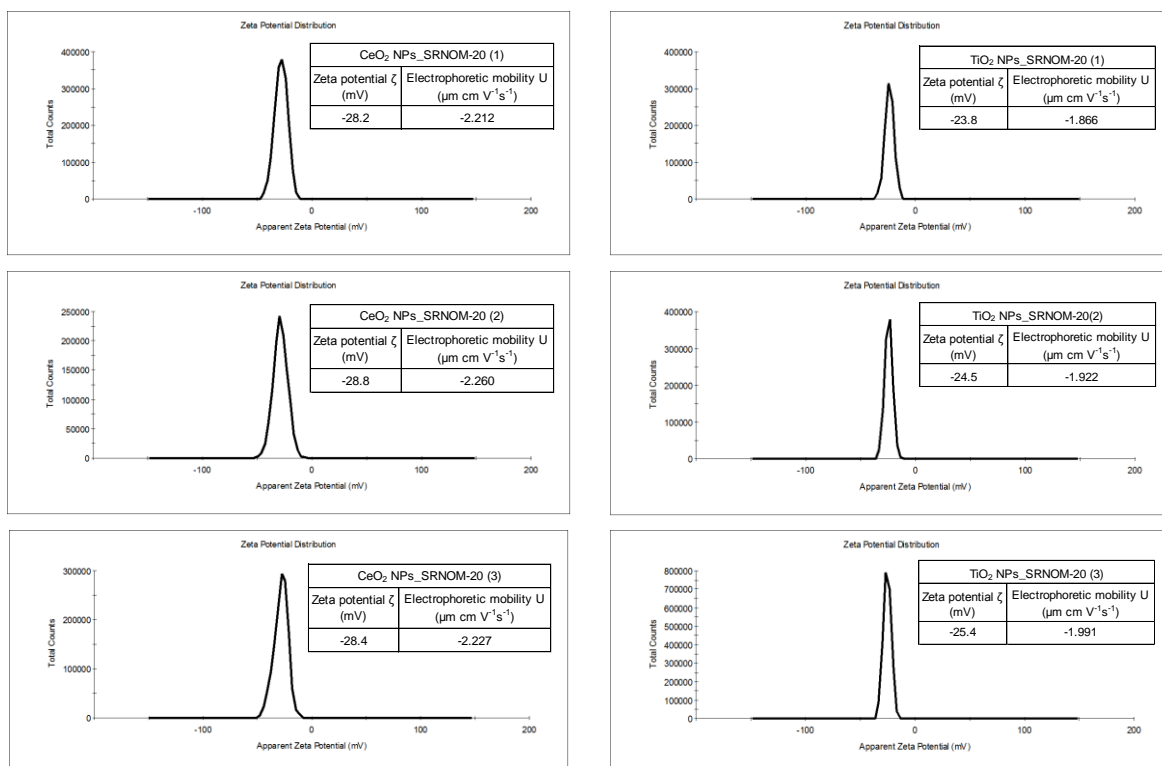 Zeta Potential Distribution
CeO₂ NPs_SRNOM-20 (1)
Zeta potential ζ (mV)
Electrophoretic mobility U (µm cm V⁻¹s⁻¹)
-28.2
-2.212
Total Counts
400000
300000
200000
100000
0
-100
0
100
200
Apparent Zeta Potential (mV)
Zeta Potential Distribution
TiO₂ NPs_SRNOM-20 (1)
Zeta potential ζ (mV)
Electrophoretic mobility U (µm cm V⁻¹s⁻¹)
-23.8
-1.866
Total Counts
400000
300000
200000
100000
0
-100
0
100
200
Apparent Zeta Potential (mV)
Zeta Potential Distribution
CeO₂ NPs_SRNOM-20 (2)
Zeta potential ζ (mV)
Electrophoretic mobility U (µm cm V⁻¹s⁻¹)
-28.8
-2.260
Total Counts
250000
200000
150000
100000
50000
0
-100
0
100
200
Apparent Zeta Potential (mV)
Zeta Potential Distribution
TiO₂ NPs_SRNOM-20(2)
Zeta potential ζ (mV)
Electrophoretic mobility U (µm cm V⁻¹s⁻¹)
-24.5
-1.922
Total Counts
400000
300000
200000
100000
0
-100
0
100
200
Apparent Zeta Potential (mV)
Zeta Potential Distribution
CeO₂ NPs_SRNOM-20 (3)
Zeta potential ζ (mV)
Electrophoretic mobility U (µm cm V⁻¹s⁻¹)
-28.4
-2.227
Total Counts
300000
200000
100000
0
-100
0
100
200
Apparent Zeta Potential (mV)
Zeta Potential Distribution
TiO₂ NPs_SRNOM-20 (3)
Zeta potential ζ (mV)
Electrophoretic mobility U (µm cm V⁻¹s⁻¹)
-25.4
-1.991
Total Counts
800000
700000
600000
500000
400000
300000
200000
100000
0
-100
0
100
200
Apparent Zeta Potential (mV)